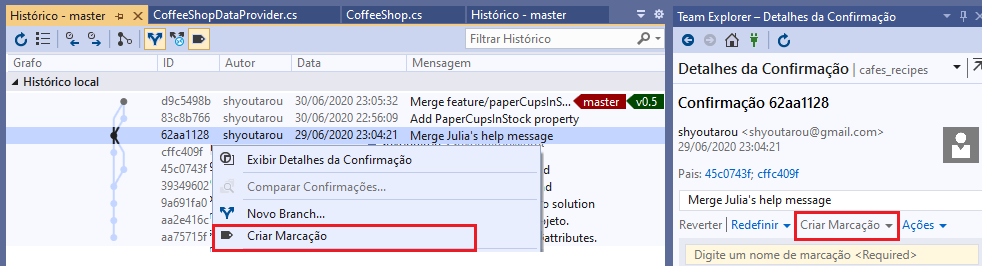 Histórico - master
CoffeeShopDataProvider.cs
CoffeeShop.cs
Histórico - master
Filtrar Histórico
Grafo ID Autor Data Mensagem
Histórico local
d9c5498b shyoutarou 30/06/2020 23:05:32 Merge feature/paperCupsInS... master v0.5
83c8b766 shyoutarou 30/06/2020 22:56:09 Add PaperCupsInStock property
62aa1128 shyoutarou 29/06/2020 23:04:21 Merge Julia's help message
cffc409f
45c0743f
39349602
o solution
9a691fa0
aa2e416c
ojeto.
aa75715f
attributes.
Exibir Detalhes da Confirmação
Comparar Confirmações...
Novo Branch...
Criar Marcação
Team Explorer – Detalhes da Confirmação
Detalhes da Confirmação | cafes_recipes
Confirmação 62aa1128
shyoutarou <shyoutarou@gmail.com>
29/06/2020 23:04:21
Pais: 45c0743f; cffc409f
Merge Julia's help message
Reverter Redefinir Criar Marcação Ações
Digite um nome de marcação <Required>